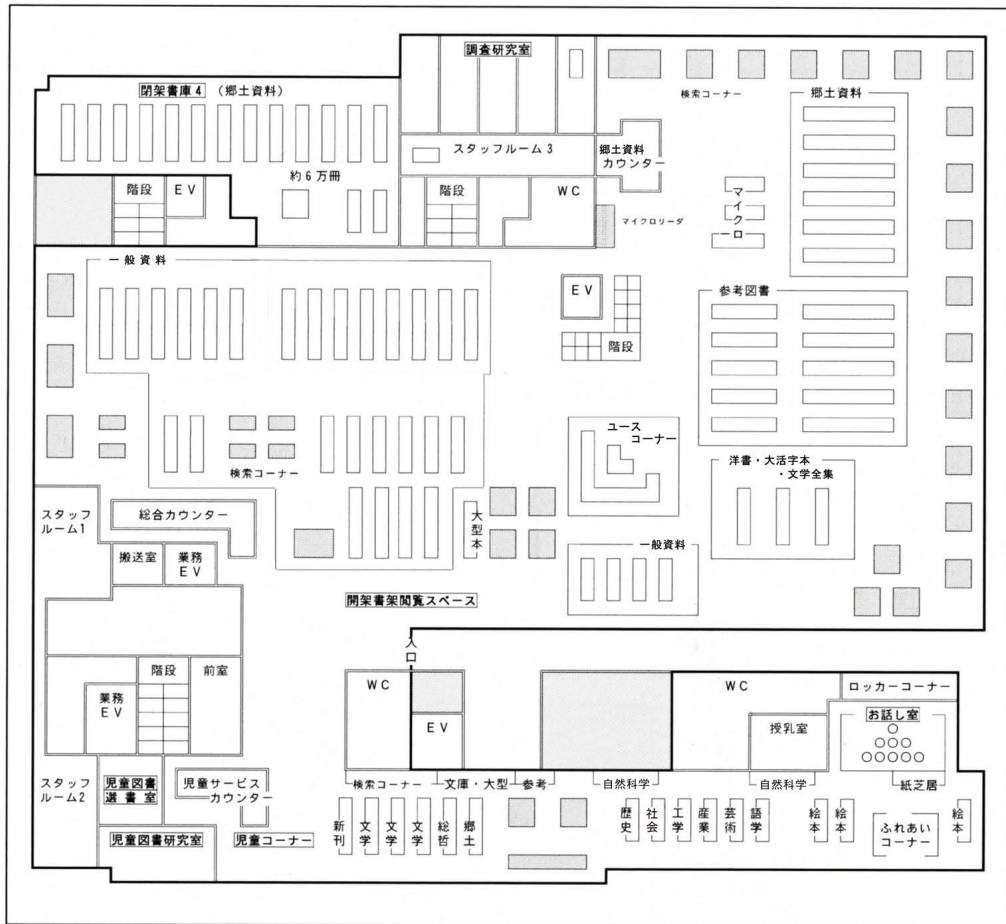 調査研究室
閉架書庫4 (郷土資料)
検索コーナー
郷土資料
スタッフルーム3
郷土資料
カウンター
約6万冊
階段
EV
階段
WC
マイクロ
マイクロリーダ
一般資料
EV
階段
参考図書
ユース
コーナー
検索コーナー
洋書・大活字本
・文学全集
スタッフ
ルーム1
総合カウンター
大型本
搬送室
業務
EV
一般資料
開架書架閲覧スペース
入口
階段
前室
業務
EV
WC
EV
WC
ロッカーコーナー
お話し室
授乳室
スタッフ
ルーム2
児童図書
選書室
児童サービス
カウンター
検索コーナー
文庫・大型
参考
自然科学
自然科学
紙芝居
児童図書研究室
児童コーナー
新刊
文学
文学
文学
総哲
郷土
歴史
社会
工学
産業
芸術
語学
絵本
絵本
ふれあい
コーナー
絵本